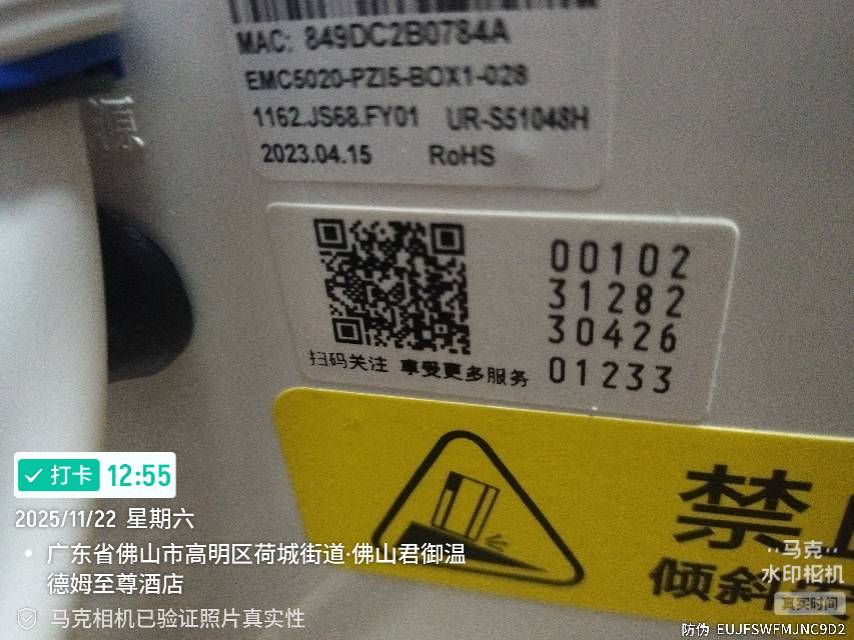 MAC: 849DC2B0784A
EMC5020-PZI5-BOX1-028
1162.JS68.FY01 UR-S51048H
2023.04.15 RoHS
00102
31282
30426
01233
扫码关注 享受更多服务
禁
倾斜
打卡 12:55
2025/11/22 星期六
广东省佛山市高明区荷城街道·佛山君御温
德姆至尊酒店
马克相机已验证照片真实性
马克
水印相机
真实时间
防伪 EUJFSWFMJNC9D2